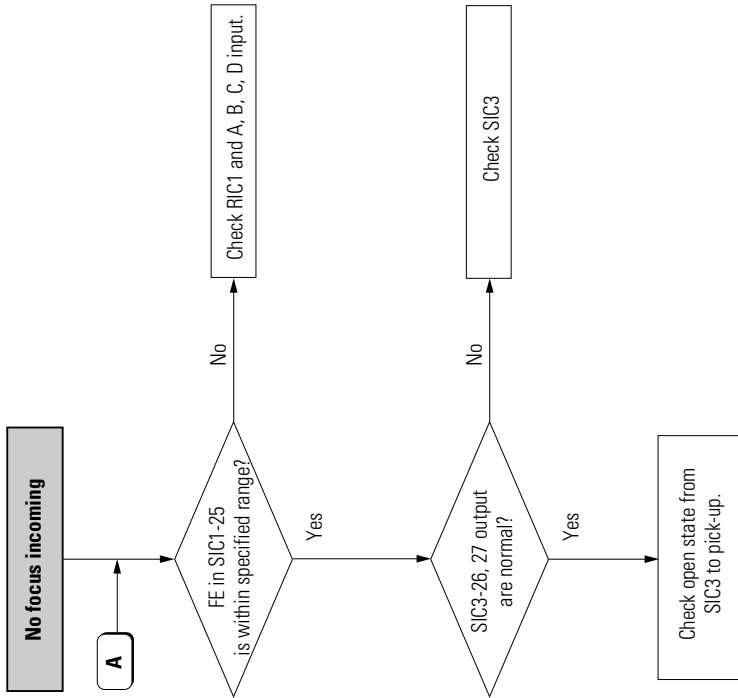 No focus incoming
A
FE in SIC1-25
is within specified range?
No
Check RIC1 and A, B, C, D input.
Yes
SIC3-26, 27 output
are normal?
No
Check SIC3
Yes
Check open state from
SIC3 to pick-up.